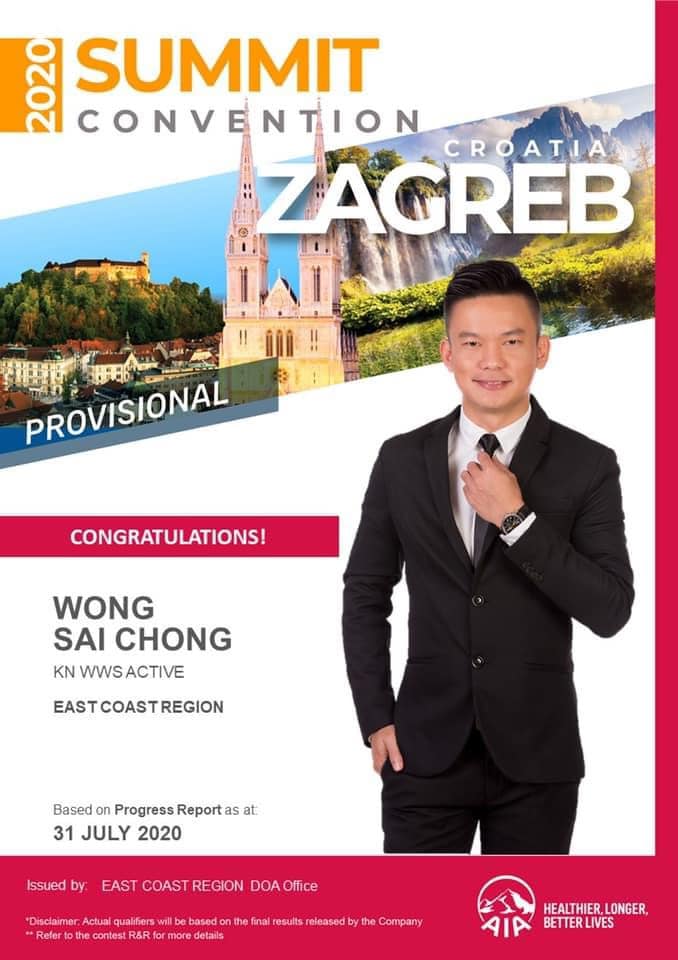 2020
SUMMIT
CONVENTION
CROATIA
ZAGREB
PROVISIONAL
CONGRATULATIONS!
WONG
SAI CHONG
KN WWS ACTIVE
EAST COAST REGION
Based on Progress Report as at:
31 JULY 2020
Issued by: EAST COAST REGION DOA Office
*Disclaimer: Actual qualifiers will be based on the final results released by the Company
** Refer to the contest R&R for more details
AIA
HEALTHIER, LONGER,
BETTER LIVES